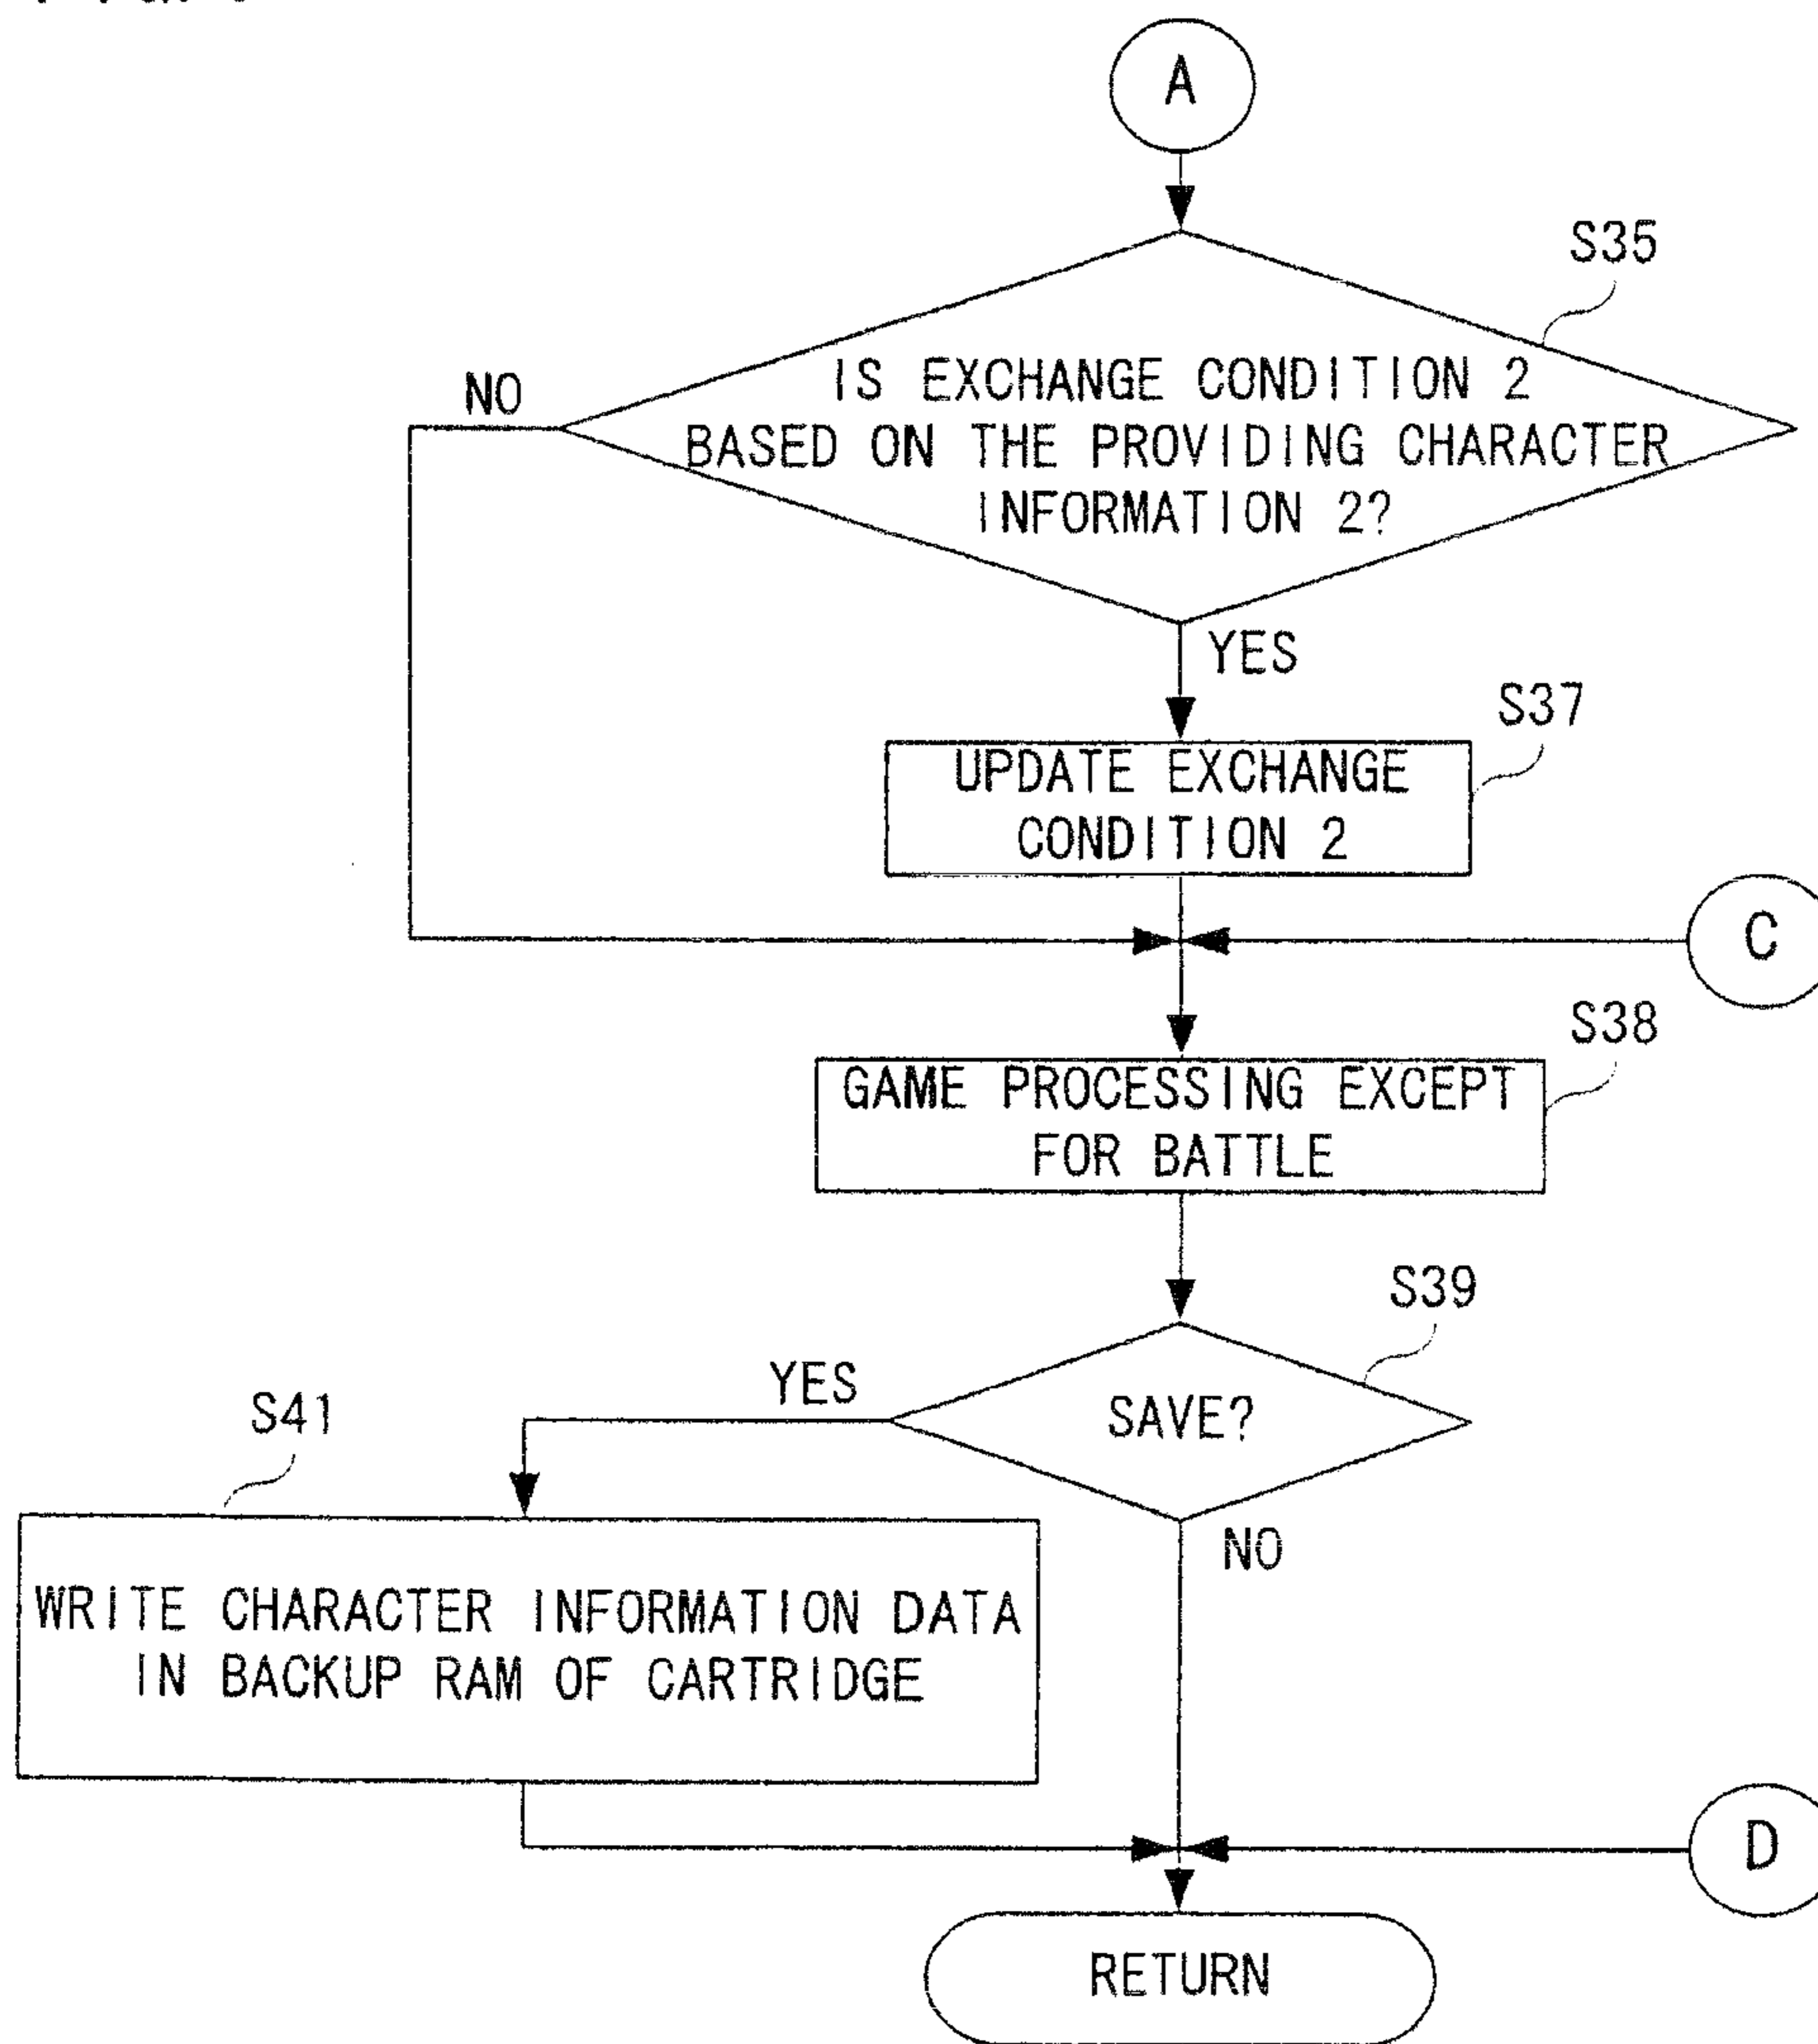 A
S35
NO
IS EXCHANGE CONDITION 2
BASED ON THE PROVIDING CHARACTER
INFORMATION 2?
YES
S37
UPDATE EXCHANGE
CONDITION 2
C
S38
GAME PROCESSING EXCEPT
FOR BATTLE
S39
YES
SAVE?
S41
NO
WRITE CHARACTER INFORMATION DATA
IN BACKUP RAM OF CARTRIDGE
D
RETURN